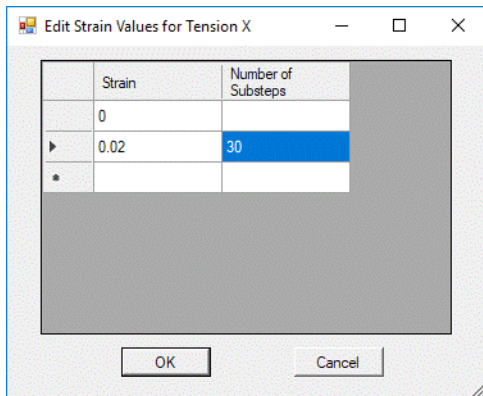 Edit Strain Values for Tension X
Strain
Number of
Substeps
0
0.02 30
OK Cancel